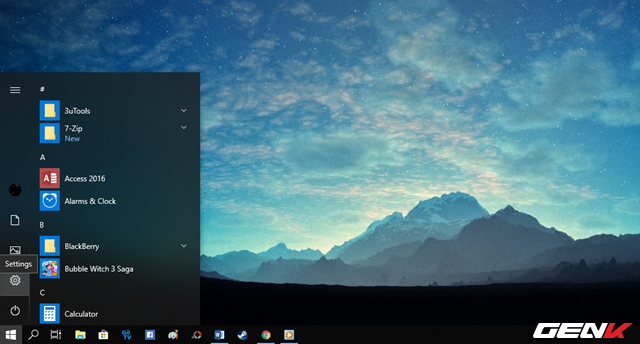 #
3uTools
7-Zip
New
A
Access 2016
Alarms & Clock
B
BlackBerry
Bubble Witch 3 Saga
Settings
C
Calculator
GENK